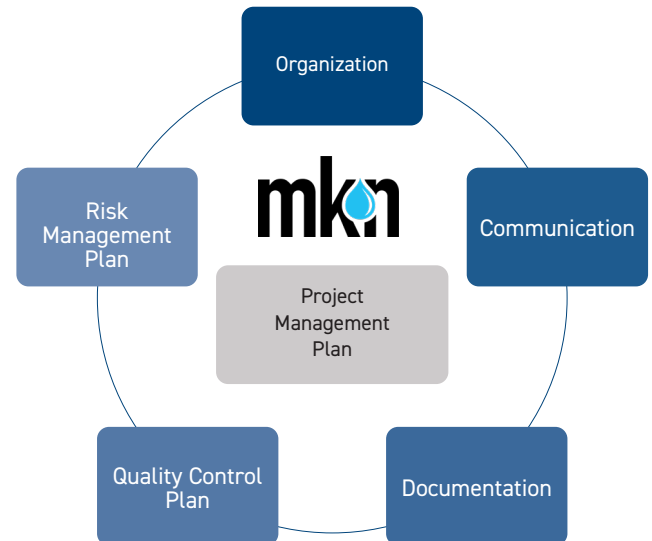 Organization
mkn
Risk
Management
Plan
Communication
Project
Management
Plan
Quality Control
Plan
Documentation